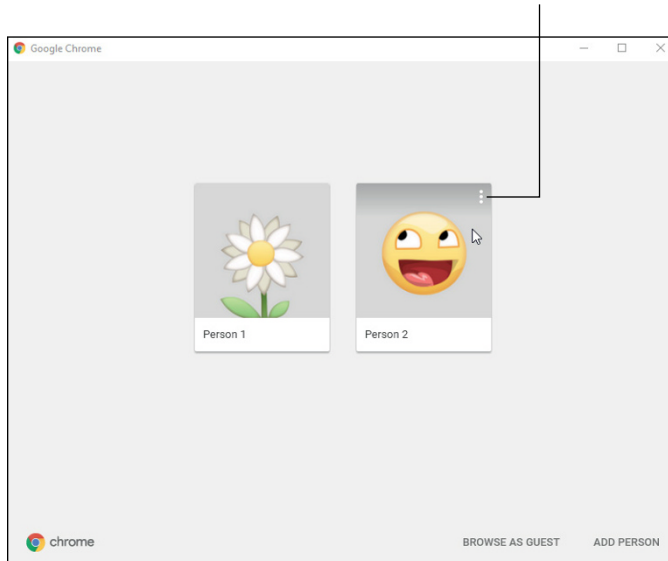 Google Chrome
Person 1
Person 2
chrome
BROWSE AS GUEST
ADD PERSON